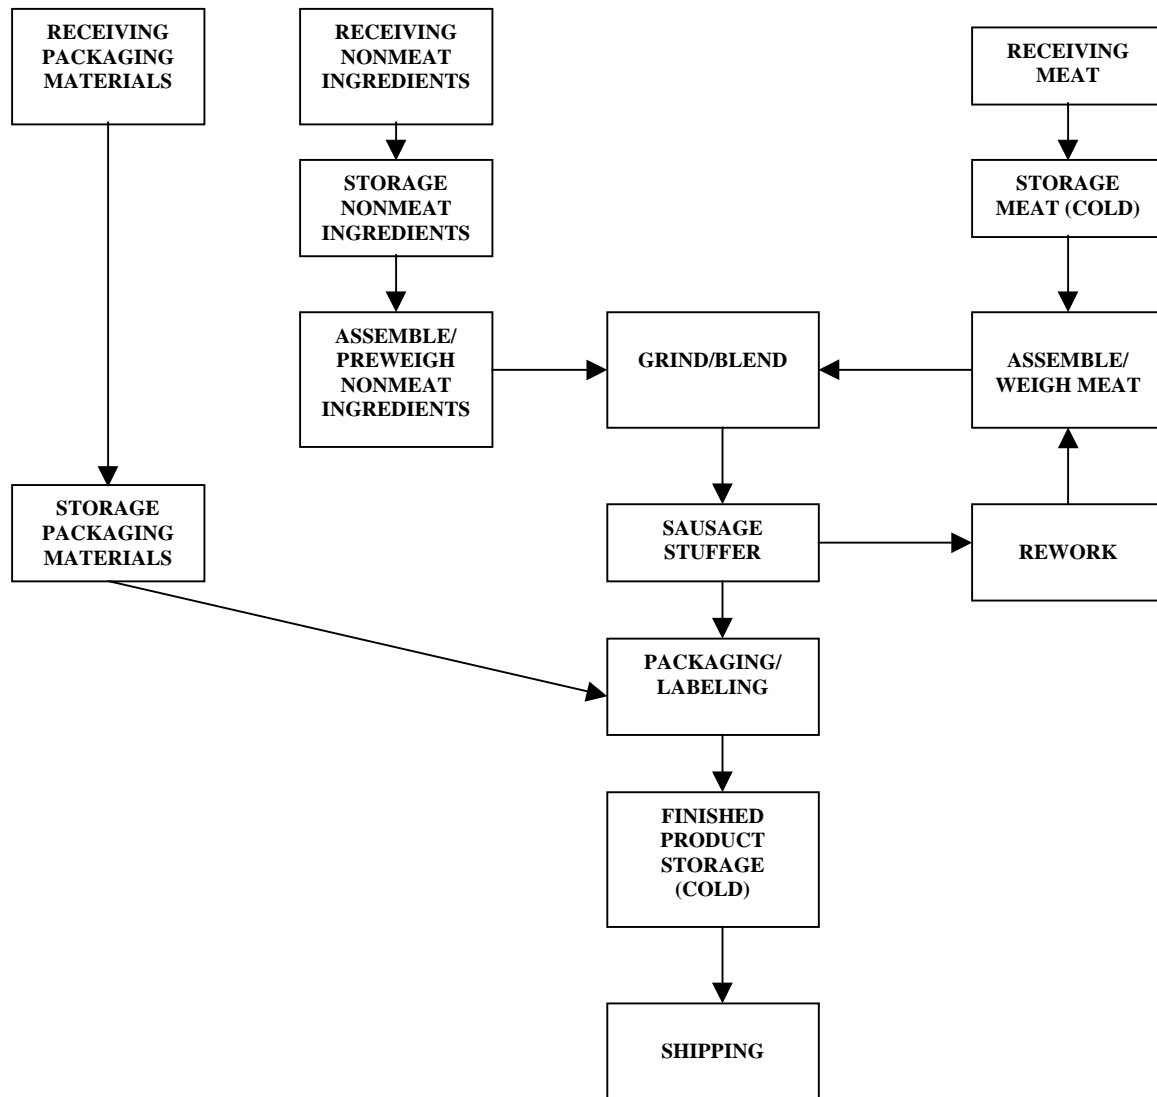 RECEIVING
PACKAGING
MATERIALS
RECEIVING
NONMEAT
INGREDIENTS
RECEIVING
MEAT
STORAGE
NONMEAT
INGREDIENTS
STORAGE
MEAT (COLD)
ASSEMBLE/
PREWEIGH
NONMEAT
INGREDIENTS
GRIND/BLEND
ASSEMBLE/
WEIGH MEAT
STORAGE
PACKAGING
MATERIALS
SAUSAGE
STUFFER
REWORK
PACKAGING/
LABELING
FINISHED
PRODUCT
STORAGE
(COLD)
SHIPPING